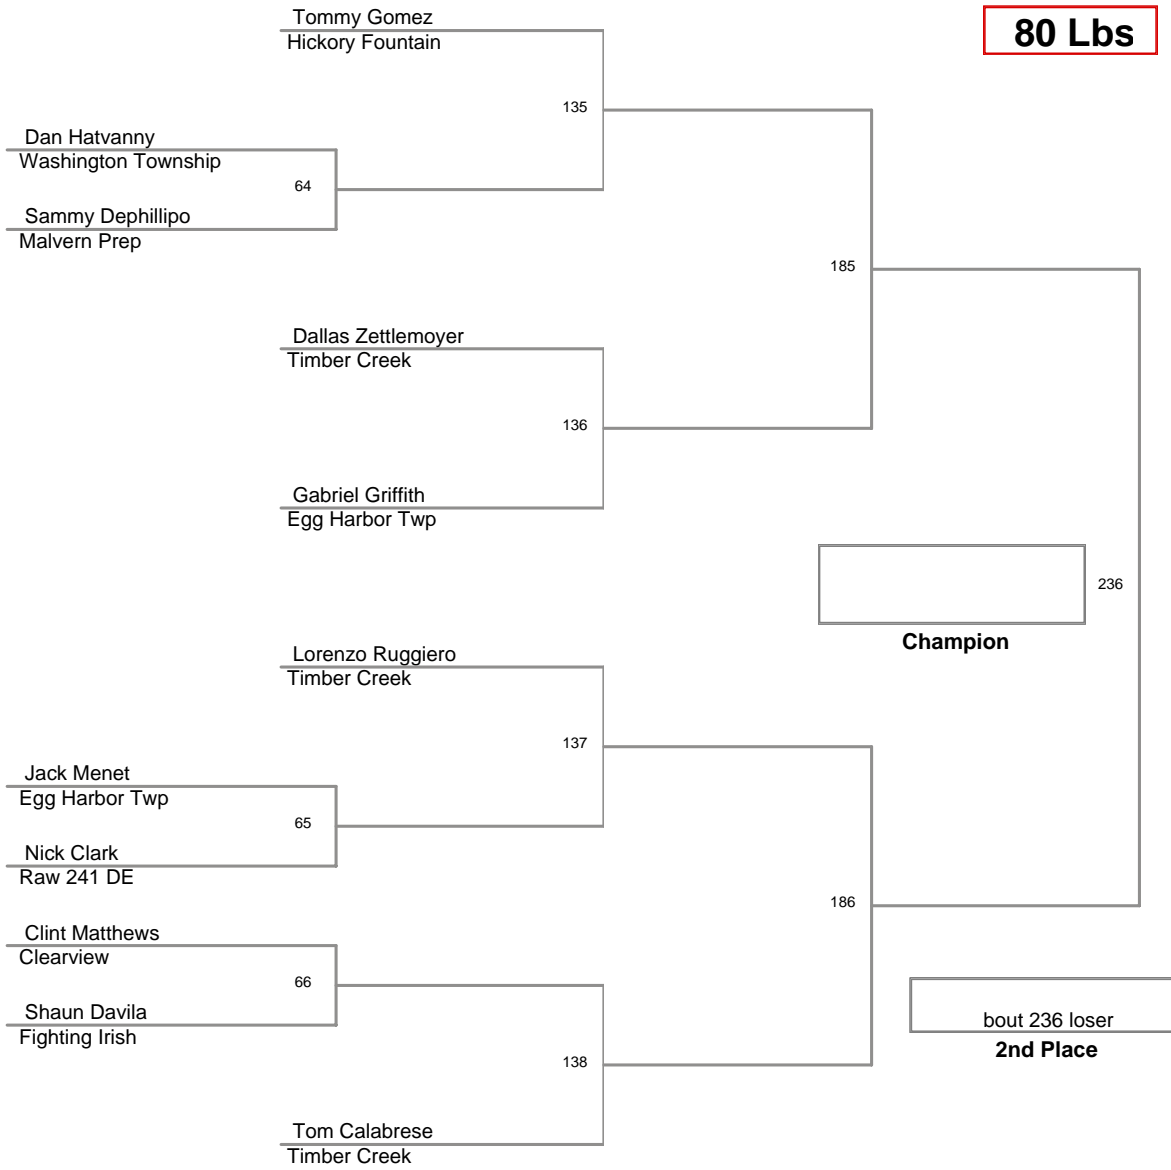 Tommy Gomez
Hickory Fountain
80 Lbs
135
Dan Hatvanny
Washington Township
64
Sammy Dephillipo
Malvern Prep
185
Dallas Zettlemoyer
Timber Creek
136
Gabriel Griffith
Egg Harbor Twp
236
Champion
Lorenzo Ruggiero
Timber Creek
137
Jack Menet
Egg Harbor Twp
65
Nick Clark
Raw 241 DE
186
Clint Matthews
Clearview
66
Shaun Davila
Fighting Irish
bout 236 loser
2nd Place
138
Tom Calabrese
Timber Creek